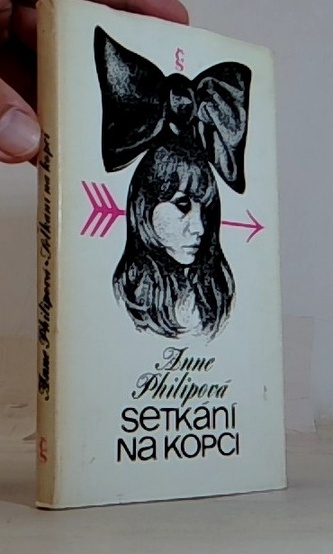 Anne
Philipová
SETKÁNÍ
NA KOPCI
Anne Philipová • Setkání na kopci